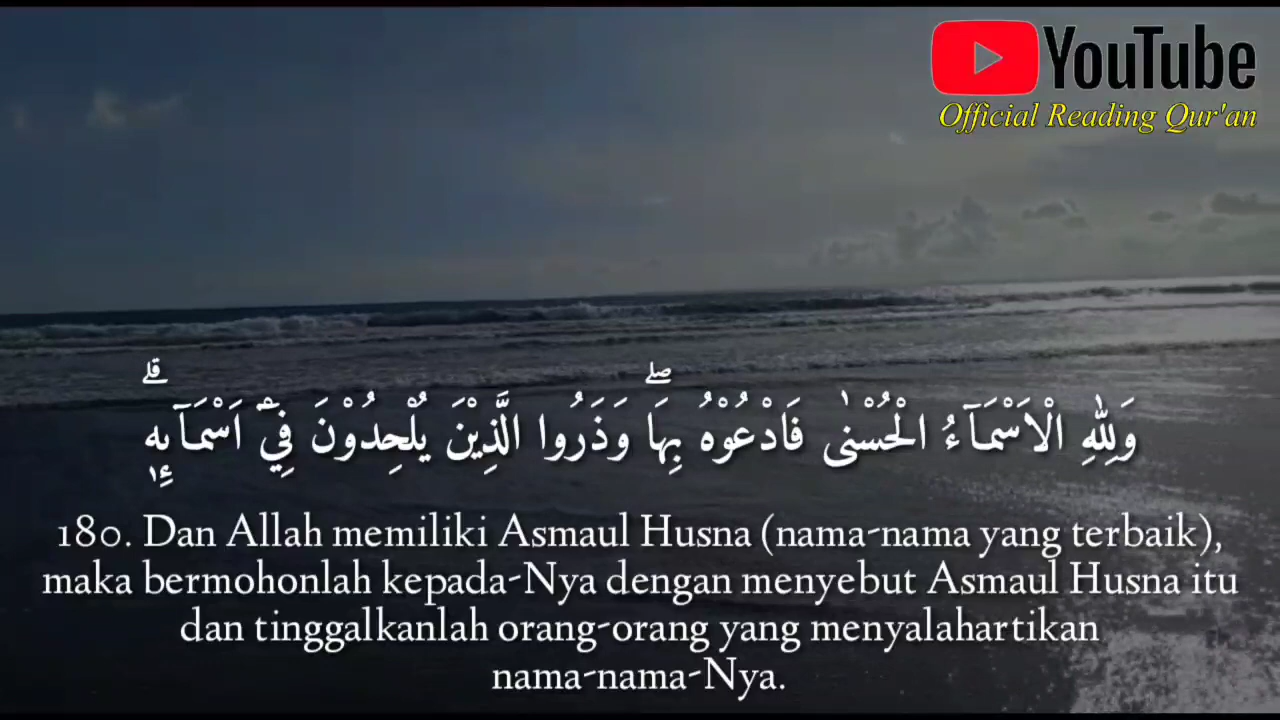 YouTube
Official Reading Qur'an
وَلِلّٰهِ الْاَسْمَاۤءُ الْحُسْنٰى فَادْعُوْهُ بِهَاۖ وَذَرُوا الَّذِيْنَ يُلْحِدُوْنَ فِيْٓ اَسْمَاۤىِٕهٖۗ
180. Dan Allah memiliki Asmaul Husna (nama-nama yang terbaik),
maka bermohonlah kepada-Nya dengan menyebut Asmaul Husna itu
dan tinggalkanlah orang-orang yang menyalahartikan
nama-nama-Nya.